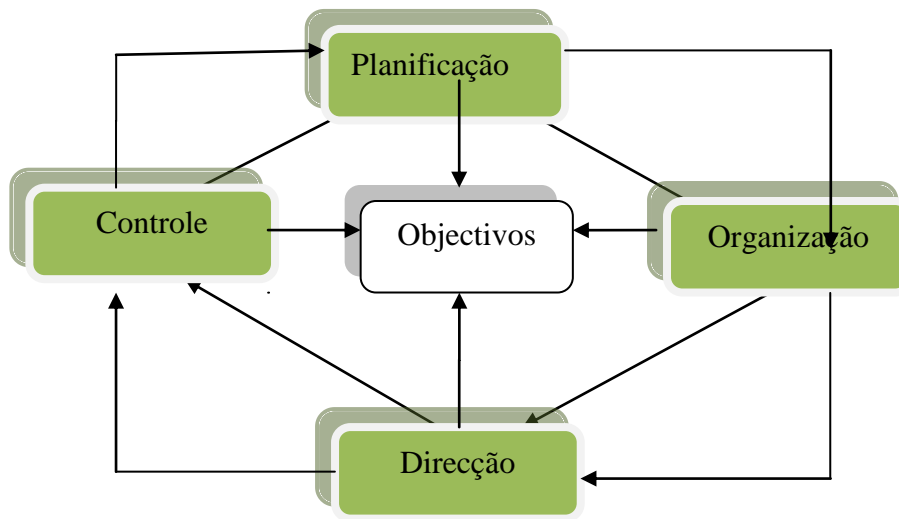 Planificação
Controle
Objectivos
Organização
Direcção